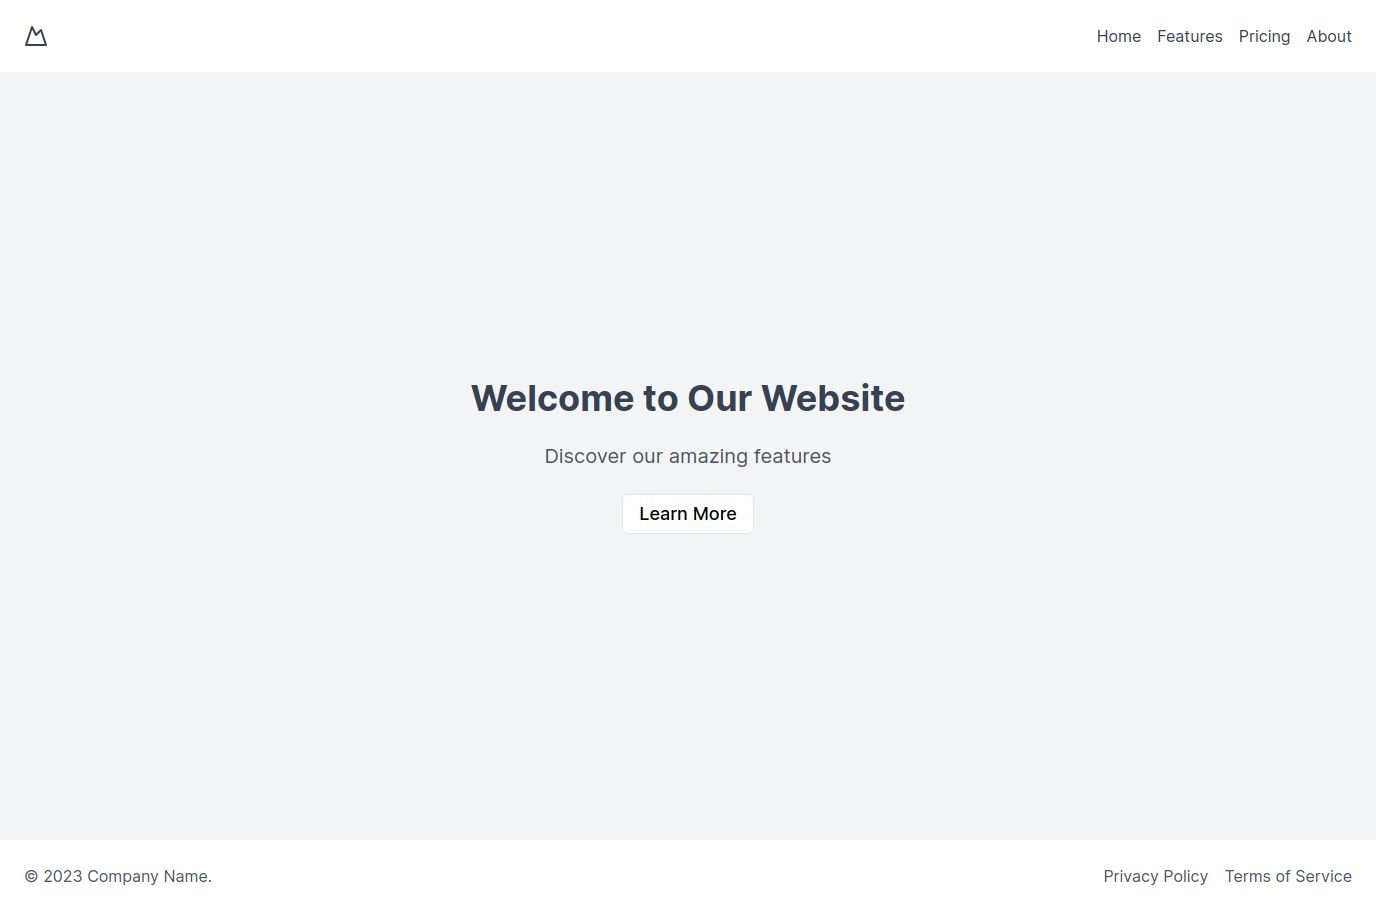 Home Features Pricing About
Welcome to Our Website
Discover our amazing features
Learn More
© 2023 Company Name.
Privacy Policy Terms of Service